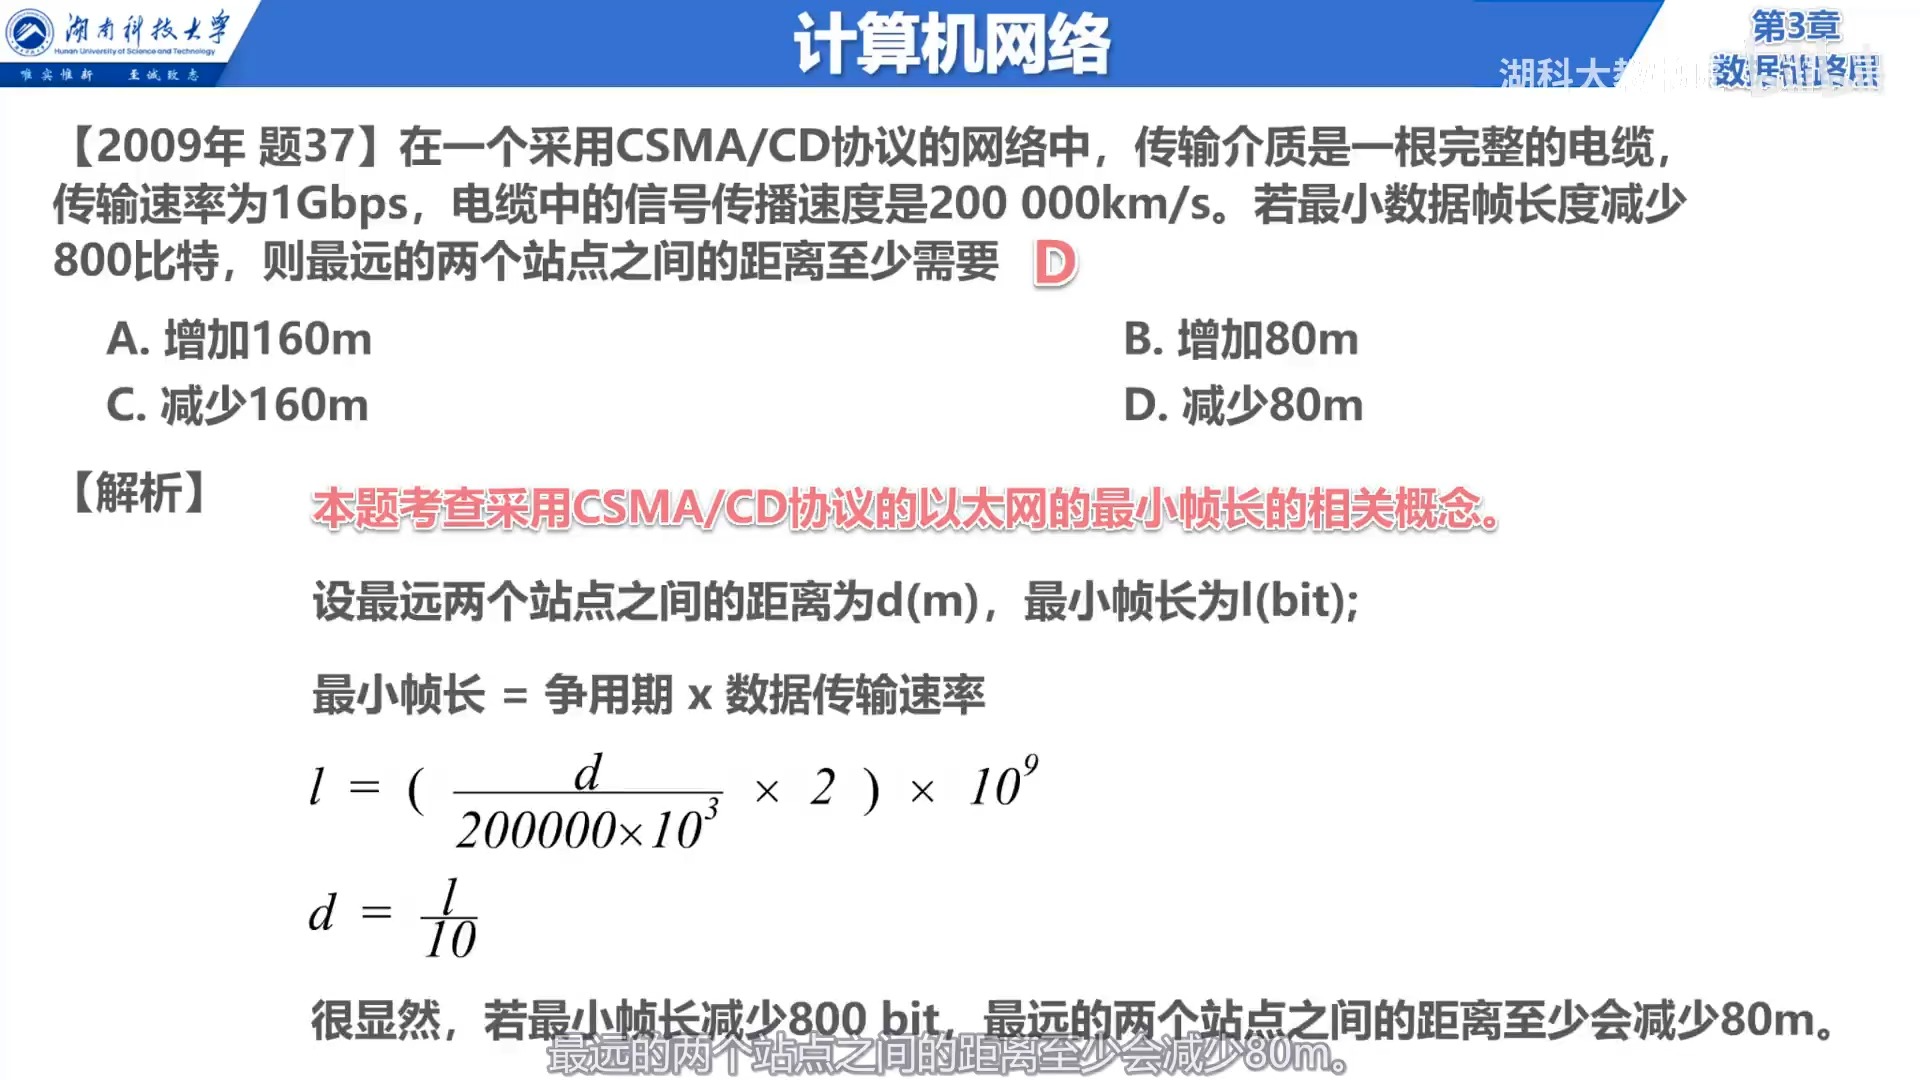 湖南科技大学
Hunan University of Science and Technology
唯实惟新 至诚致志
计算机网络
第3章
数据链路层
湖科大教
【2009年 题37】在一个采用CSMA/CD协议的网络中，传输介质是一根完整的电缆，
传输速率为1Gbps，电缆中的信号传播速度是200 000km/s。若最小数据帧长度减少
800比特，则最远的两个站点之间的距离至少需要 D
A. 增加160m
B. 增加80m
C. 减少160m
D. 减少80m
【解析】
本题考查采用CSMA/CD协议的以太网的最小帧长的相关概念。
设最远两个站点之间的距离为d(m)，最小帧长为l(bit);
最小帧长 = 争用期 x 数据传输速率
l = ( d / 200000×10³ × 2 ) × 10⁹
d = l / 10
很显然，若最小帧长减少800 bit，最远的两个站点之间的距离至少会减少80m。
最远的两个站点之间的距离至少会减少80m。